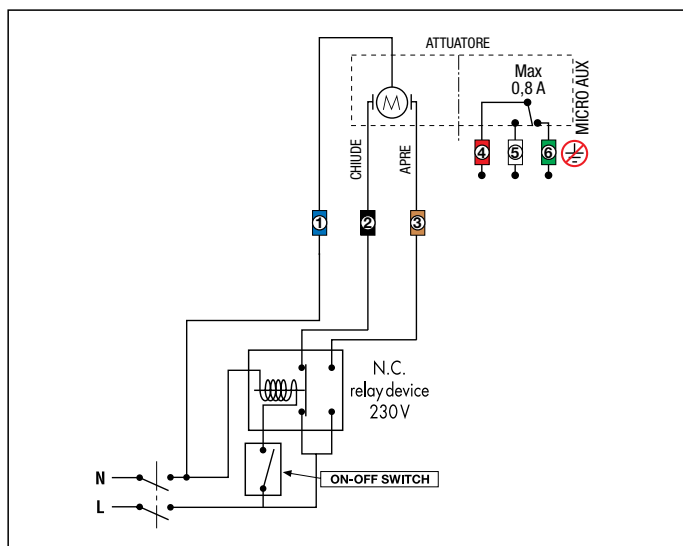 ATTUATORE
Max
0,8 A
MICRO AUX
M
CHIUDE
APRE
4
5
6
1
2
3
N.C.
relay device
230 V
N
ON-OFF SWITCH
L